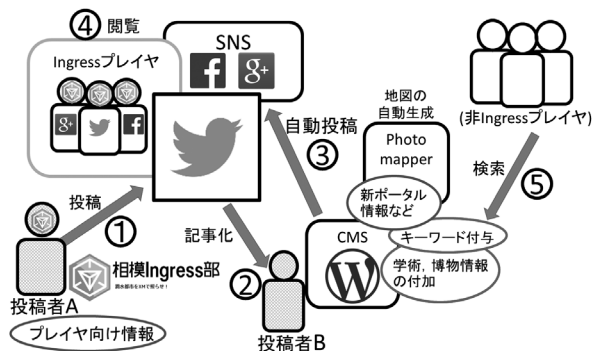 ④ 閲覧
SNS
Ingressプレイヤ
f
g+
g+
f
地図の
自動生成
(非Ingressプレイヤ)
自動投稿
③
Photo
mapper
検索
⑤
投稿
①
新ポータル
情報など
記事化
CMS
キーワード付与
②
W
学術, 博物情報
の付加
相模Ingress部
投稿者A
投稿者B
プレイヤ向け情報